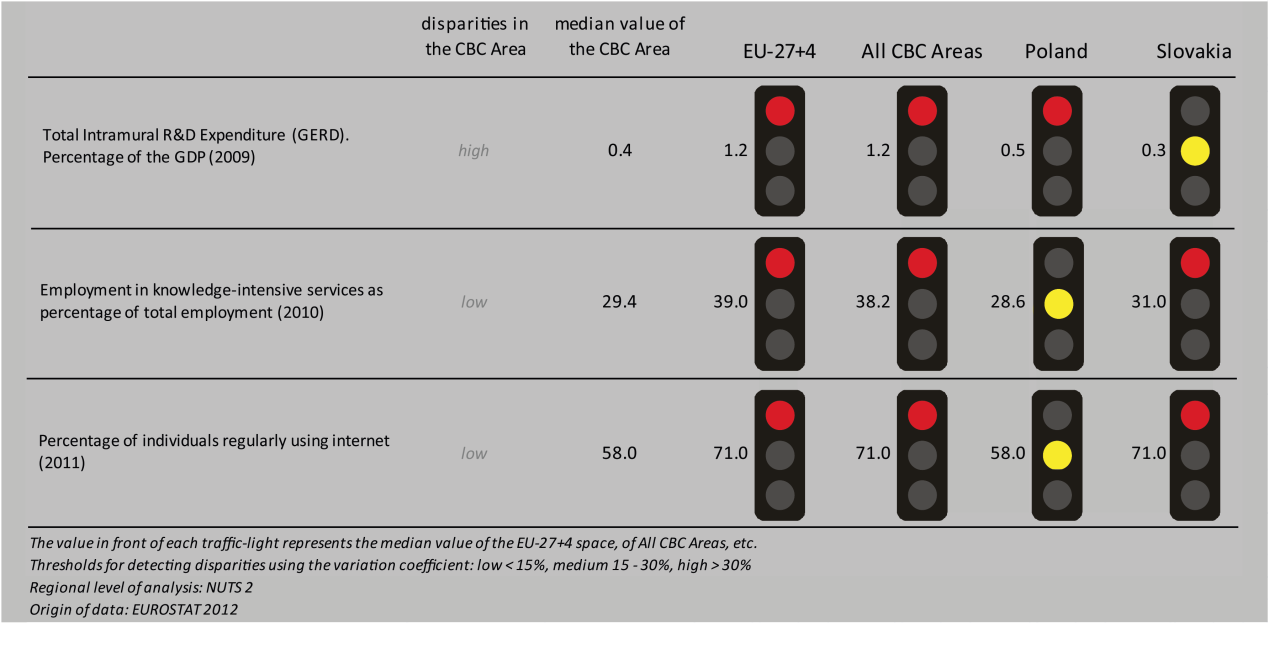 disparities in
the CBC Area
median value of
the CBC Area
EU-27+4
All CBC Areas
Poland
Slovakia
Total Intramural R&D Expenditure (GERD).
Percentage of the GDP (2009)
high
0.4
1.2
1.2
0.5
0.3
Employment in knowledge-intensive services as
percentage of total employment (2010)
low
29.4
39.0
38.2
28.6
31.0
Percentage of individuals regularly using internet
(2011)
low
58.0
71.0
71.0
58.0
71.0
The value in front of each traffic-light represents the median value of the EU-27+4 space, of All CBC Areas, etc.
Thresholds for detecting disparities using the variation coefficient: low < 15%, medium 15 - 30%, high > 30%
Regional level of analysis: NUTS 2
Origin of data: EUROSTAT 2012